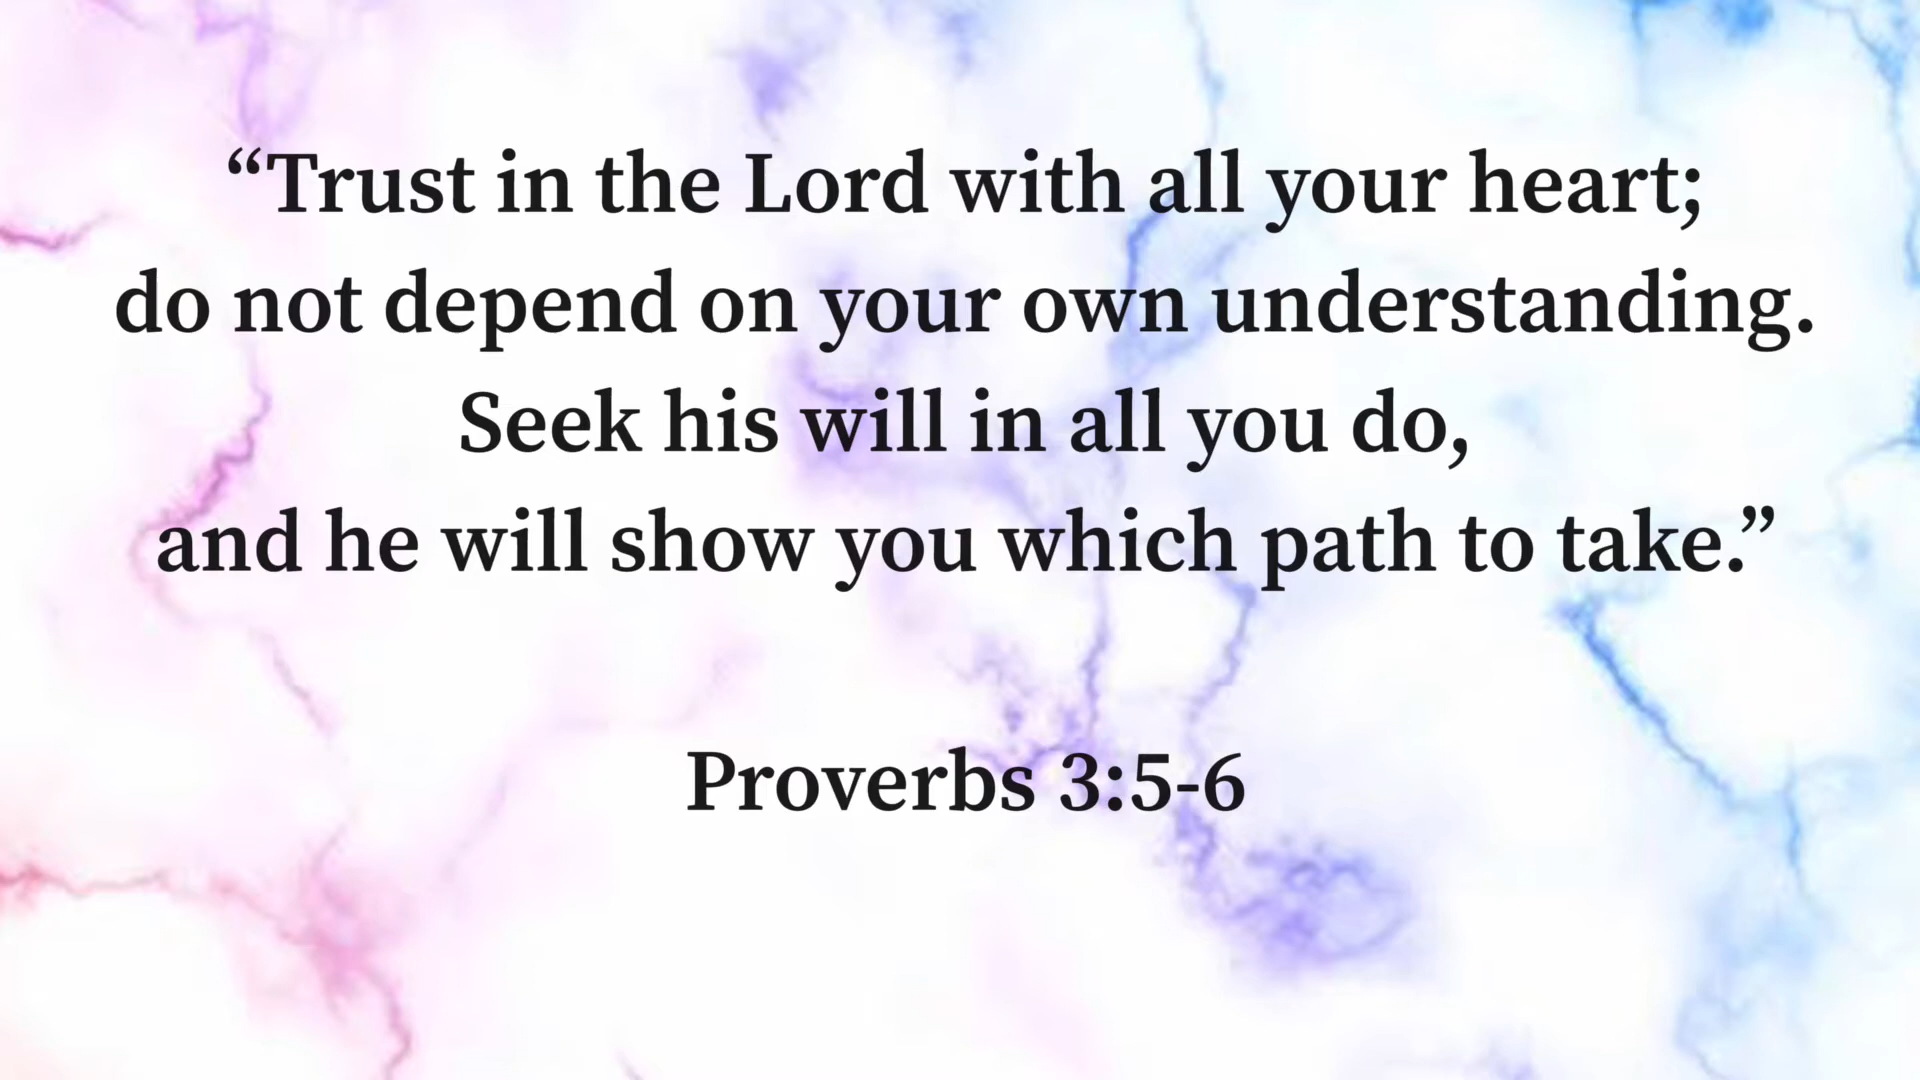 “Trust in the Lord with all your heart;
do not depend on your own understanding.
Seek his will in all you do,
and he will show you which path to take.”
Proverbs 3:5-6